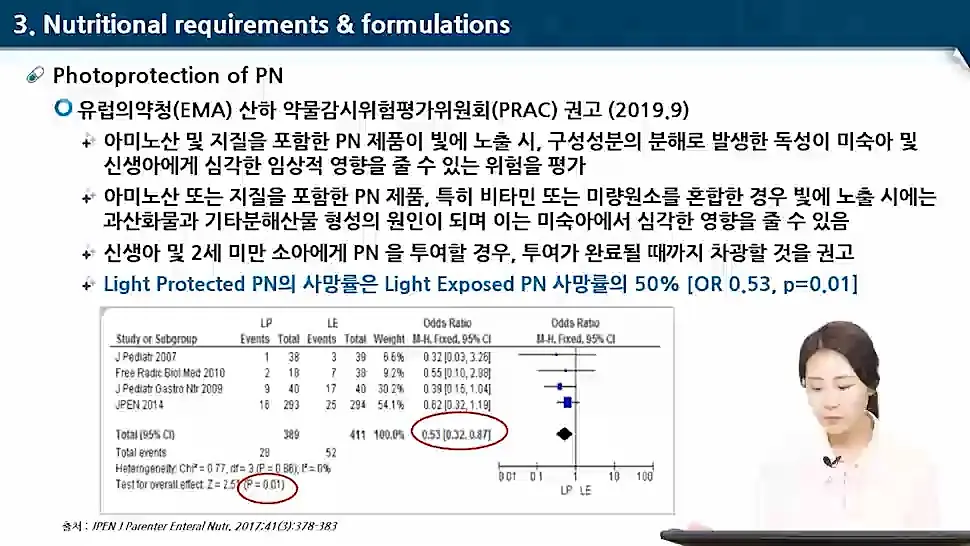 3. Nutritional requirements & formulations
Photoprotection of PN
유럽의약청(EMA) 산하 약물감시위험평가위원회(PRAC) 권고 (2019.9)
아미노산 및 지질을 포함한 PN 제품이 빛에 노출 시, 구성성분의 분해로 발생한 독성이 미숙아 및
신생아에게 심각한 임상적 영향을 줄 수 있는 위험을 평가
아미노산 또는 지질을 포함한 PN 제품, 특히 비타민 또는 미량원소를 혼합한 경우 빛에 노출 시에는
과산화물과 기타분해산물 형성의 원인이 되며 이는 미숙아에서 심각한 영향을 줄 수 있음
신생아 및 2세 미만 소아에게 PN 을 투여할 경우, 투여가 완료될 때까지 차광할 것을 권고
Light Protected PN의 사망률은 Light Exposed PN 사망률의 50% [OR 0.53, p=0.01]
LP LE Odds Ratio Odds Ratio
Study or Subgroup Events Total Events Total Weight M-H. Fixed, 95% CI M-H. Fixed, 95% CI
J Pediatr 2007 1 38 3 39 6.6% 0.32 [0.03, 3.26]
Free Radic Biol Med 2010 2 18 7 38 9.2% 0.55 [0.10, 2.98]
J Pediatr Gastro Ntr 2009 9 40 17 40 30.2% 0.39 [0.15, 1.04]
JPEN 2014 16 293 25 294 54.1% 0.62 [0.32, 1.19]
Total (95% CI) 389 411 100.0% 0.53 [0.32, 0.87]
Total events 28 52
Heterogeneity: Chi² = 0.77, df = 3 (P = 0.86); I² = 0%
Test for overall effect: Z = 2.51 (P = 0.01)
0.01 0.1 1 10 100
LP LE
출처 : JPEN J Parenter Enteral Nutr. 2017;41(3):378-383